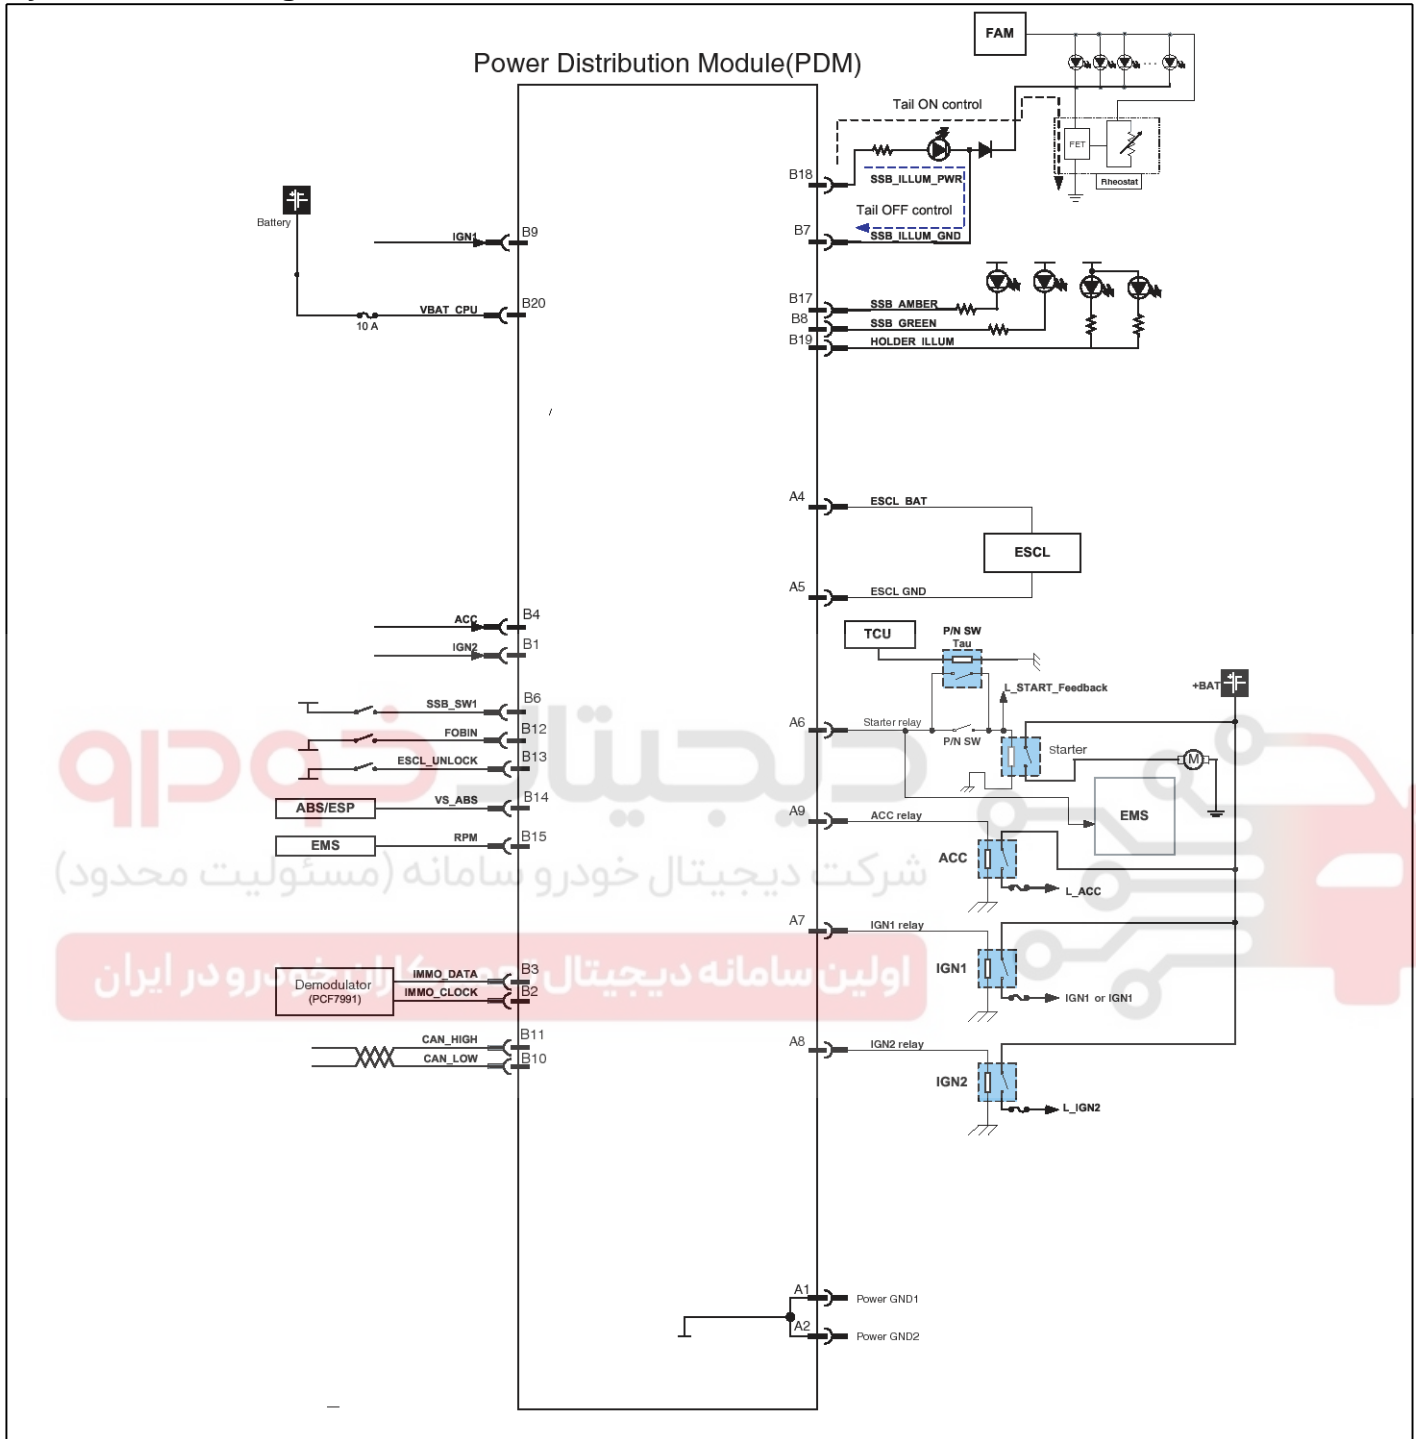 Power Distribution Module(PDM)
FAM
Tail ON control
FET
Rheostat
B18
SSB_ILLUM_PWR
Tail OFF control
B7
SSB_ILLUM_GND
Battery
IGN1
B9
VBAT_CPU
B20
10 A
B17
SSB_AMBER
B8
SSB_GREEN
B19
HOLDER_ILLUM
A4
ESCL_BAT
ESCL
A5
ESCL GND
ACC
B4
IGN2
B1
TCU
P/N SW
Tau
L_START_Feedback
+BAT
SSB_SW1
B6
FOBIN
B12
ESCL_UNLOCK
B13
A6
Starter relay
P/N SW
Starter
M
ABS/ESP
VS_ABS
B14
EMS
RPM
B15
A9
ACC relay
EMS
ACC
L_ACC
دیجیتال خودرو
شرکت دیجیتال خودرو سامانه (مسئولیت محدود)
اولین سامانه دیجیتال تعمیرکاران خودرو در ایران
A7
IGN1 relay
IGN1
IGN1 or IGN1
Demodulator
(PCF7991)
IMMO_DATA
B3
IMMO_CLOCK
B2
CAN_HIGH
B11
CAN_LOW
B10
A8
IGN2 relay
IGN2
L_IGN2
A1
Power GND1
A2
Power GND2